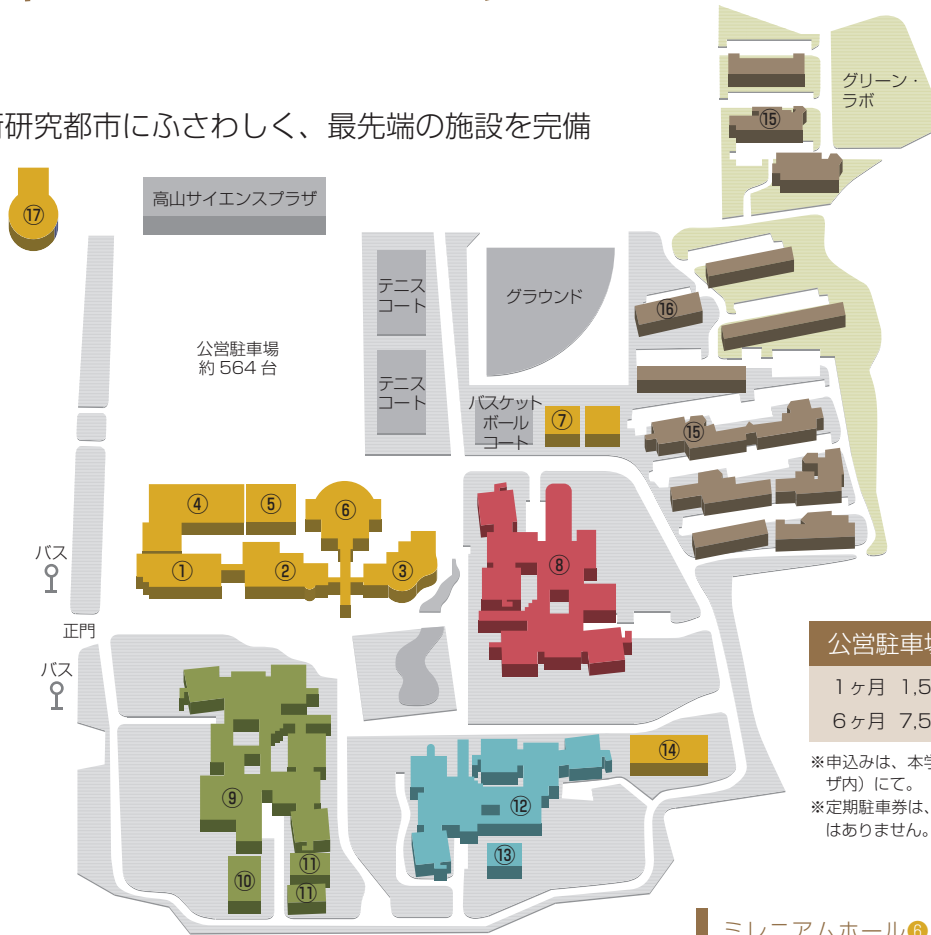 研究都市にふさわしく、最先端の施設を完備
グリーン・
ラボ
⑮
⑰
高山サイエンスプラザ
テニス
コート
グラウンド
⑯
公営駐車場
約564台
テニス
コート
バスケット
ボール
コート
⑦
⑮
④
⑤
⑥
⑧
バス
①
②
③
正門
バス
公営駐車場
1ヶ月 1,5
6ヶ月 7,5
※申込みは、本学
ザ内）にて。
※定期駐車券は、
はありません。
⑭
⑨
⑫
⑬
⑩
⑪
⑪
ミレニアムホール❻